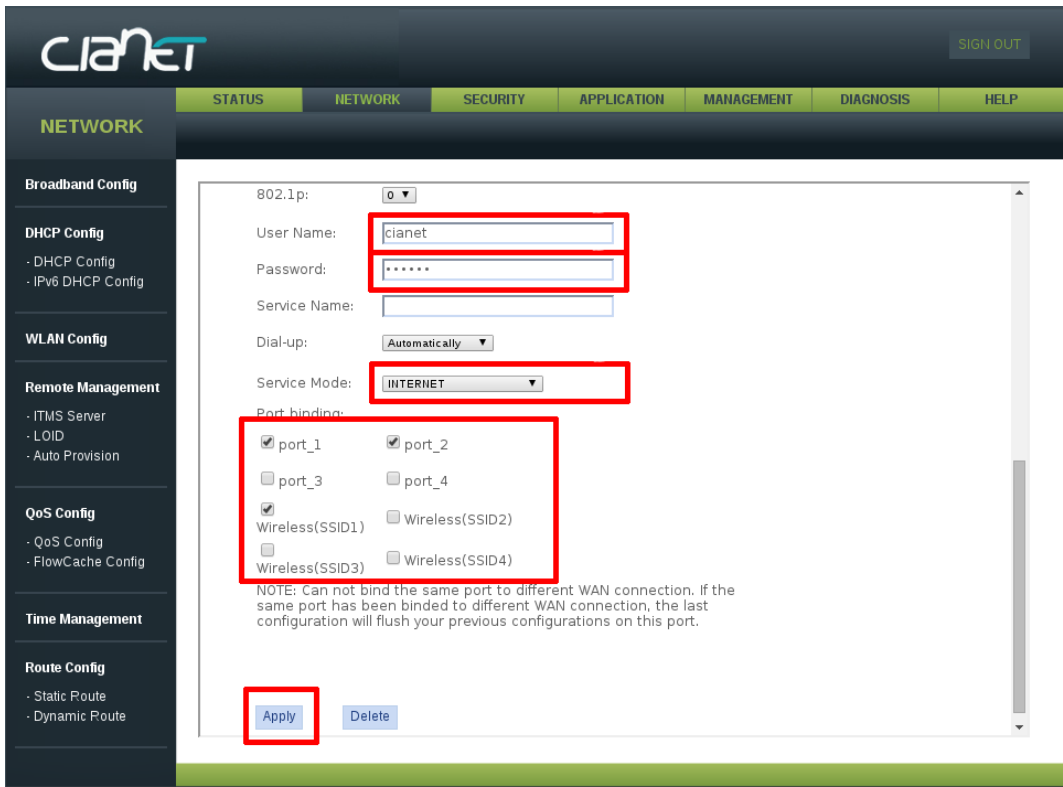 CIANET
SIGN OUT
STATUS NETWORK SECURITY APPLICATION MANAGEMENT DIAGNOSIS HELP
NETWORK
Broadband Config
DHCP Config
- DHCP Config
- IPv6 DHCP Config
WLAN Config
Remote Management
- ITMS Server
- LOID
- Auto Provision
QoS Config
- QoS Config
- FlowCache Config
Time Management
Route Config
- Static Route
- Dynamic Route
802.1p: 0
User Name: cianet
Password: ••••••
Service Name:
Dial-up: Automatically
Service Mode: INTERNET
Port binding:
port_1 port_2
port_3 port_4
Wireless(SSID1) Wireless(SSID2)
Wireless(SSID3) Wireless(SSID4)
NOTE: Can not bind the same port to different WAN connection. If the
same port has been binded to different WAN connection, the last
configuration will flush your previous configurations on this port.
Apply Delete